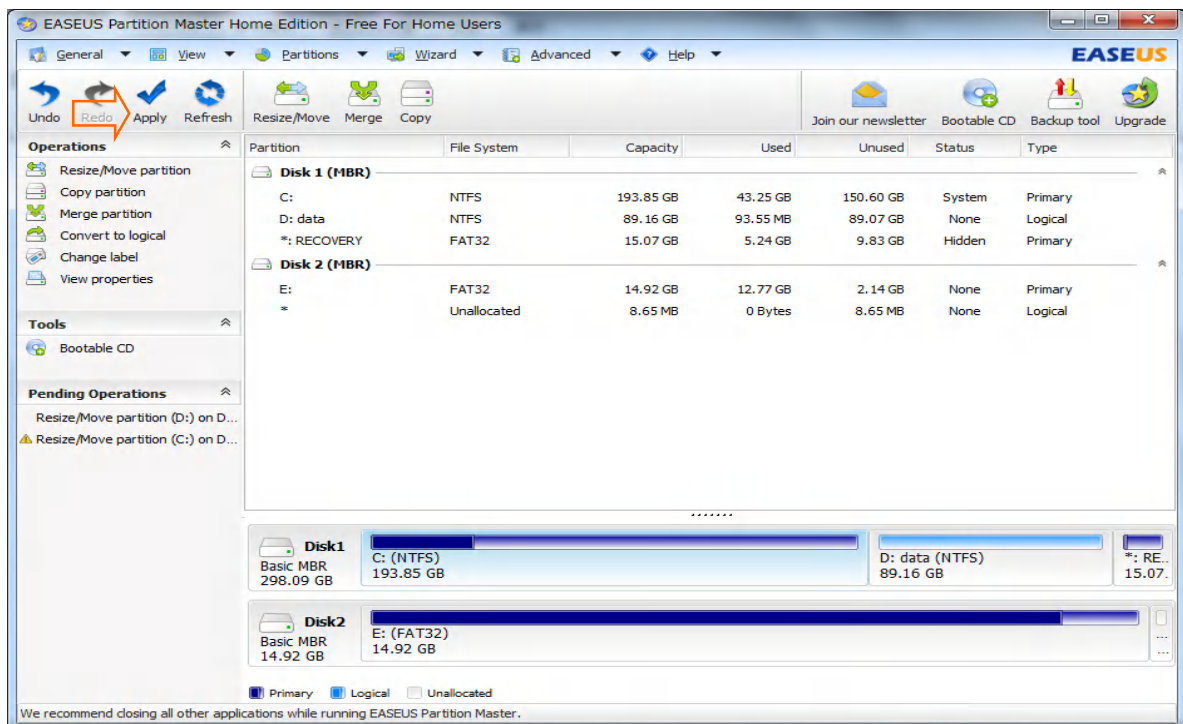 EASEUS Partition Master Home Edition - Free For Home Users
General View Partitions Wizard Advanced Help EASEUS
Undo Redo Apply Refresh Resize/Move Merge Copy Join our newsletter Bootable CD Backup tool Upgrade
Operations
Resize/Move partition
Copy partition
Merge partition
Convert to logical
Change label
View properties
Tools
Bootable CD
Pending Operations
Resize/Move partition (D:) on D...
Resize/Move partition (C:) on D...
Partition File System Capacity Used Unused Status Type
Disk 1 (MBR)
C: NTFS 193.85 GB 43.25 GB 150.60 GB System Primary
D: data NTFS 89.16 GB 93.55 MB 89.07 GB None Logical
*: RECOVERY FAT32 15.07 GB 5.24 GB 9.83 GB Hidden Primary
Disk 2 (MBR)
E: FAT32 14.92 GB 12.77 GB 2.14 GB None Primary
* Unallocated 8.65 MB 0 Bytes 8.65 MB None Logical
Disk1
Basic MBR
298.09 GB
C: (NTFS)
193.85 GB
D: data (NTFS)
89.16 GB
*: RE..
15.07.
Disk2
Basic MBR
14.92 GB
E: (FAT32)
14.92 GB
...
...
Primary Logical Unallocated
We recommend closing all other applications while running EASEUS Partition Master.